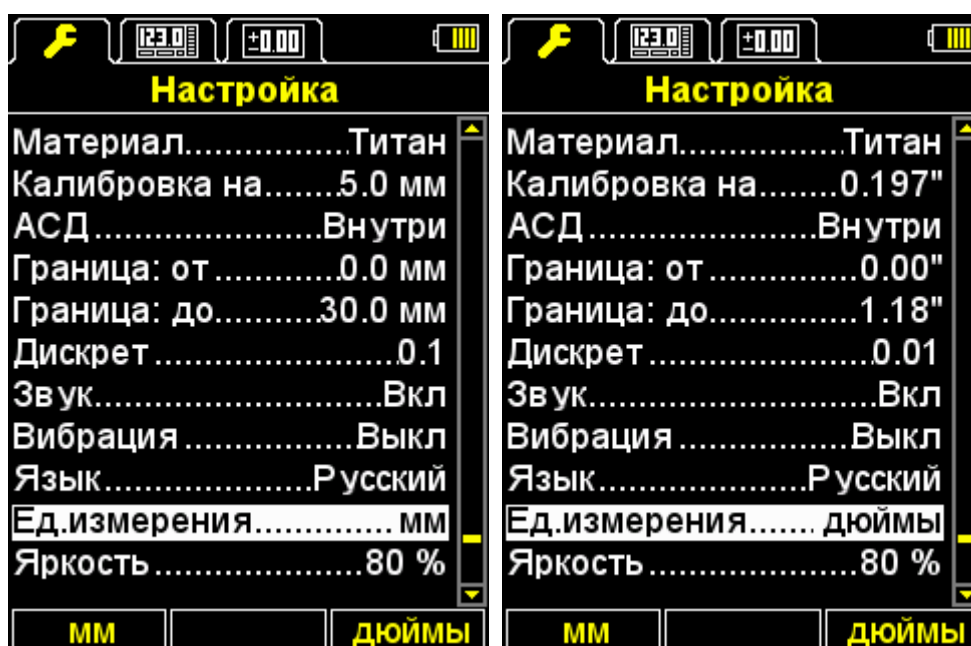 123.0
±0.00
Настройка
Материал.................Титан
Калибровка на........5.0 мм
АСД......................Внутри
Граница: от.............0.0 мм
Граница: до...........30.0 мм
Дискрет........................0.1
Звук............................Вкл
Вибрация.................Выкл
Язык.....................Русский
Ед.измерения.............. мм
Яркость.....................80 %
мм
дюймы
123.0
±0.00
Настройка
Материал.................Титан
Калибровка на........0.197"
АСД......................Внутри
Граница: от...............0.00"
Граница: до...............1.18"
Дискрет......................0.01
Звук............................Вкл
Вибрация.................Выкл
Язык.....................Русский
Ед.измерения....... дюймы
Яркость.....................80 %
мм
дюймы